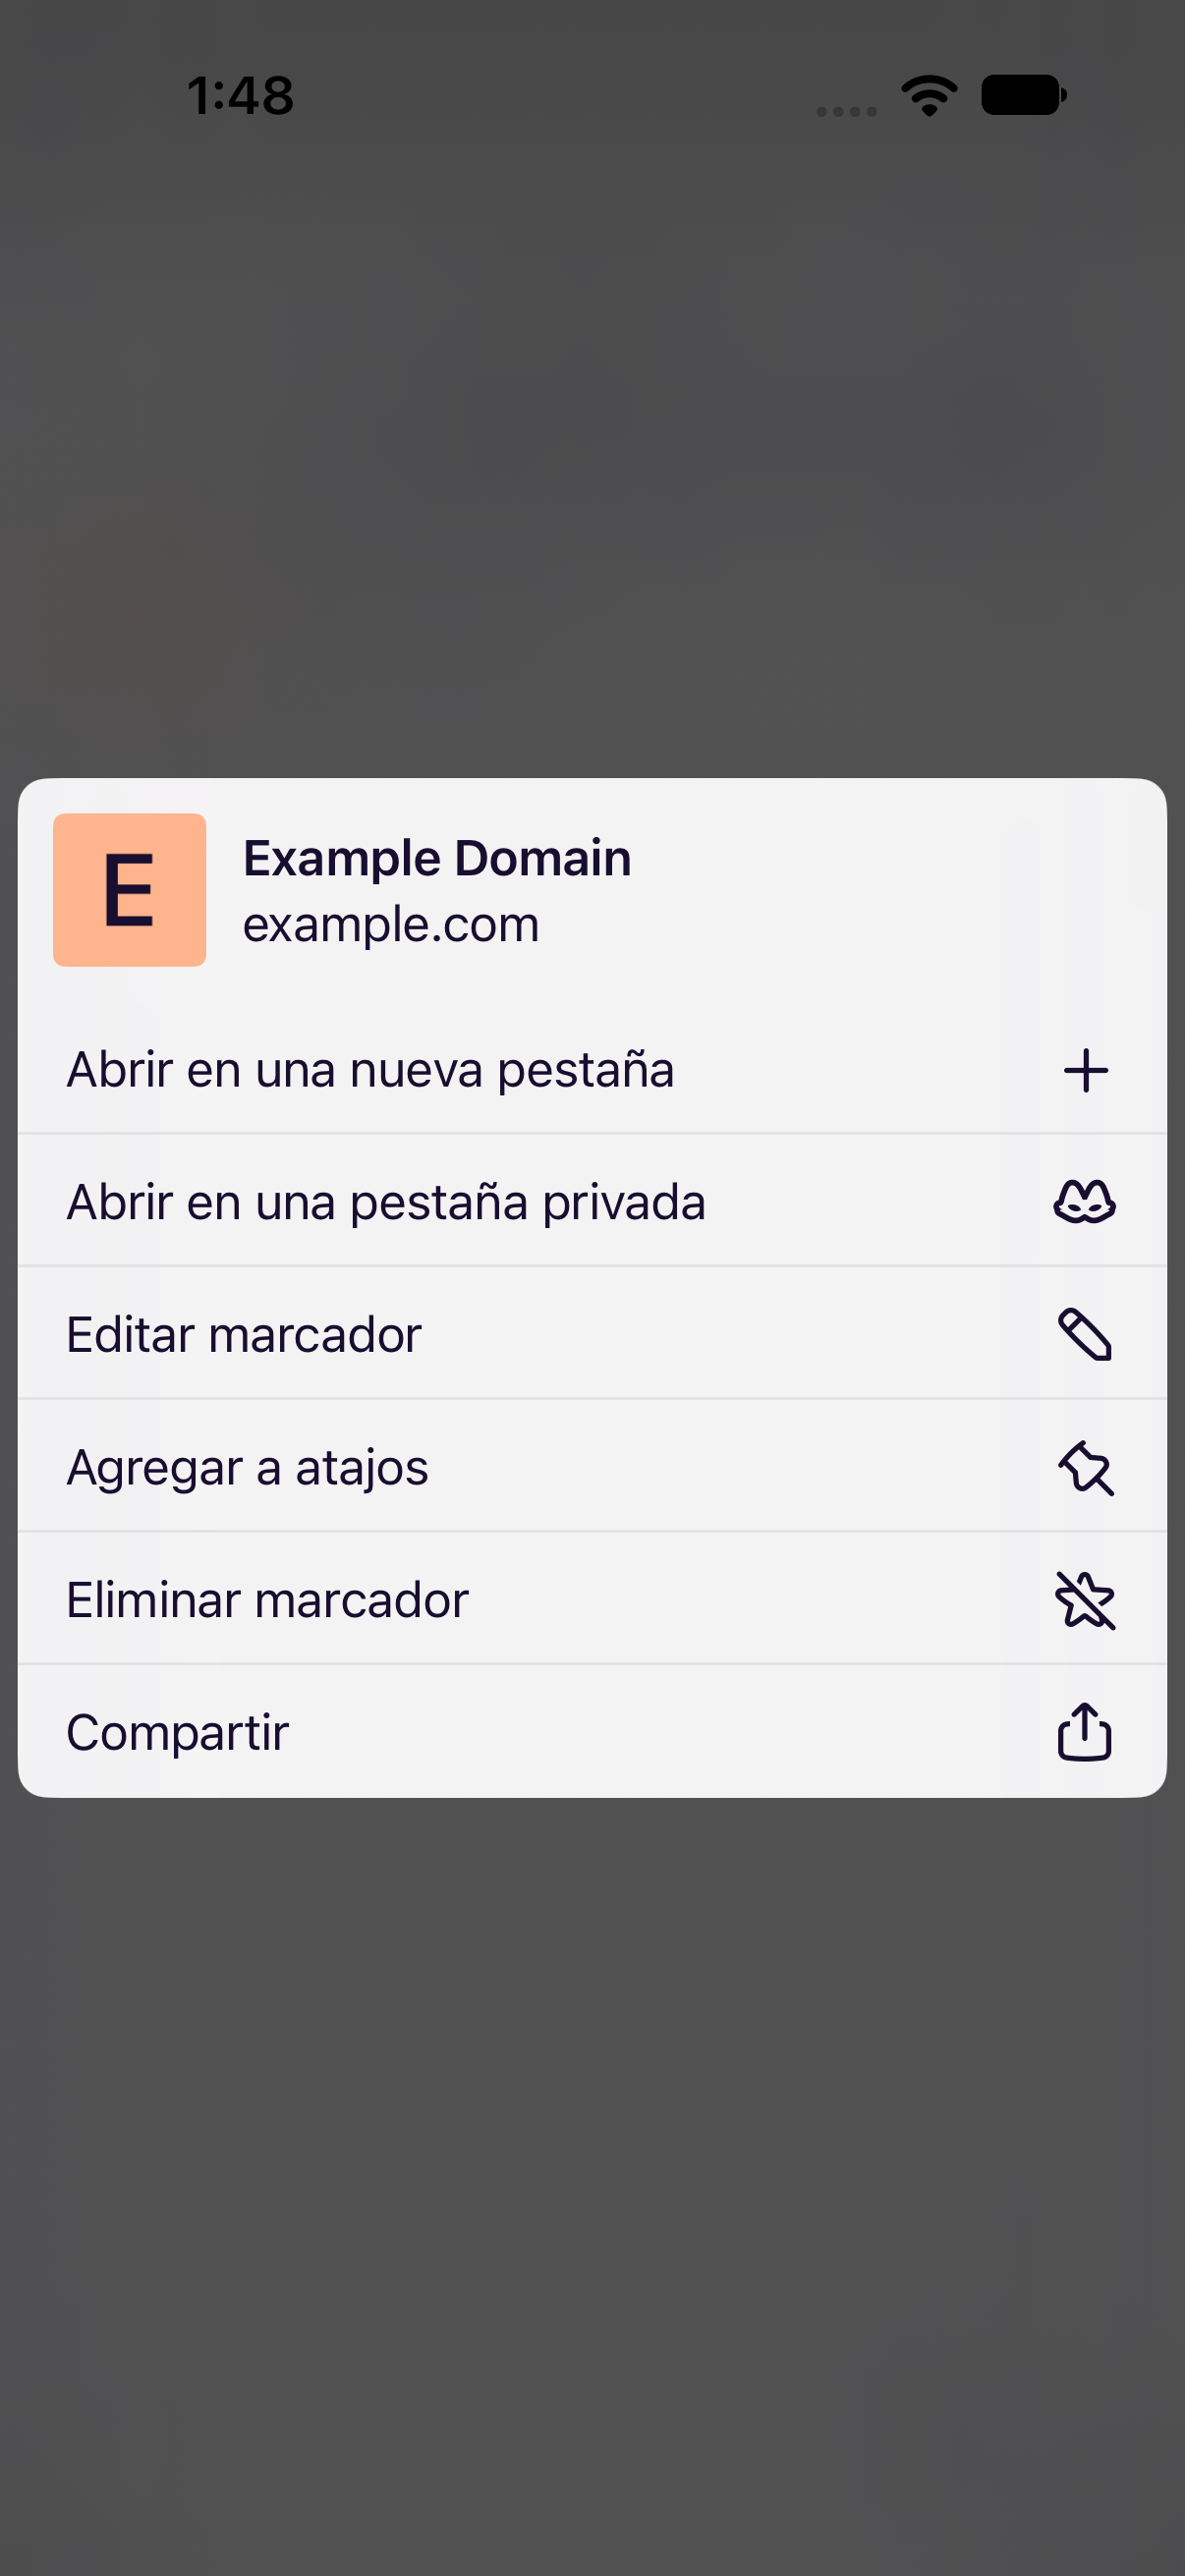 1:48
E
Example Domain
example.com
Abrir en una nueva pestaña
Abrir en una pestaña privada
Editar marcador
Agregar a atajos
Eliminar marcador
Compartir